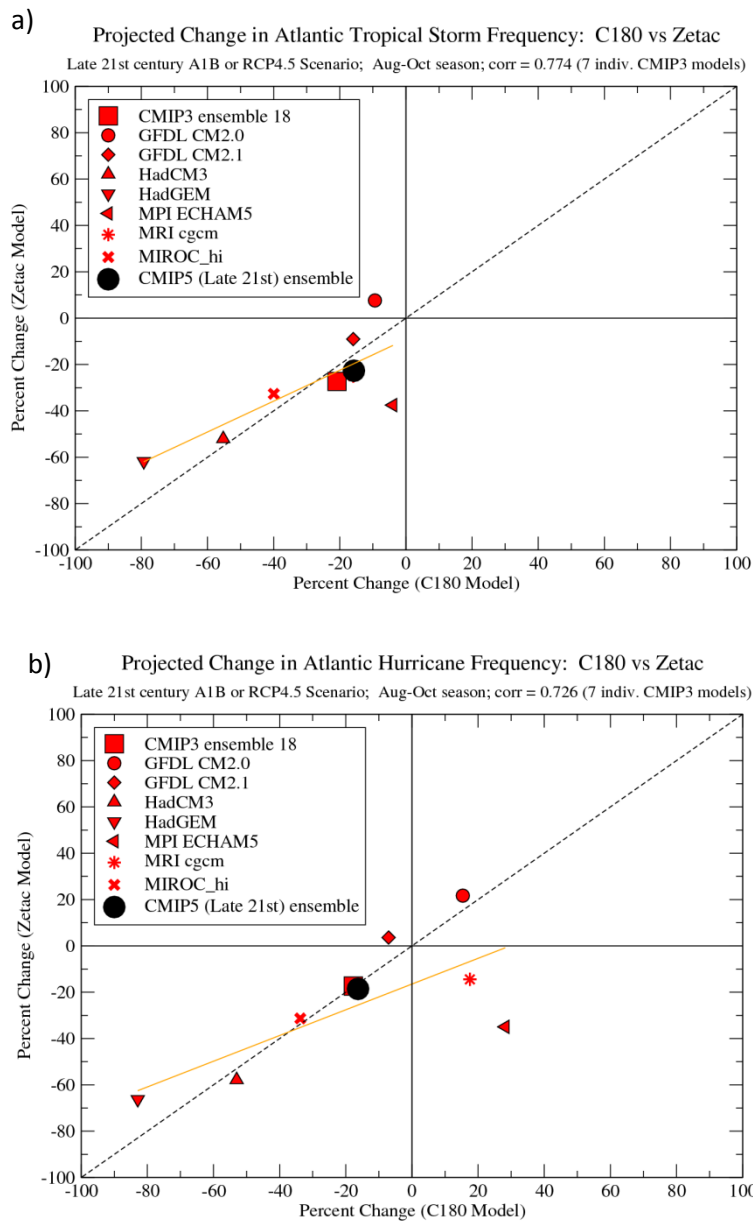 a)
Projected Change in Atlantic Tropical Storm Frequency: C180 vs Zetac
Late 21st century A1B or RCP4.5 Scenario; Aug-Oct season; corr = 0.774 (7 indiv. CMIP3 models)
100
80
60
40
20
0
-20
-40
-60
-80
-100
Percent Change (Zetac Model)
CMIP3 ensemble 18
GFDL CM2.0
GFDL CM2.1
HadCM3
HadGEM
MPI ECHAM5
MRI cgcm
MIROC_hi
CMIP5 (Late 21st) ensemble
-100 -80 -60 -40 -20 0 20 40 60 80 100
Percent Change (C180 Model)
b)
Projected Change in Atlantic Hurricane Frequency: C180 vs Zetac
Late 21st century A1B or RCP4.5 Scenario; Aug-Oct season; corr = 0.726 (7 indiv. CMIP3 models)
100
80
60
40
20
0
-20
-40
-60
-80
-100
Percent Change (Zetac Model)
CMIP3 ensemble 18
GFDL CM2.0
GFDL CM2.1
HadCM3
HadGEM
MPI ECHAM5
MRI cgcm
MIROC_hi
CMIP5 (Late 21st) ensemble
-100 -80 -60 -40 -20 0 20 40 60 80 100
Percent Change (C180 Model)